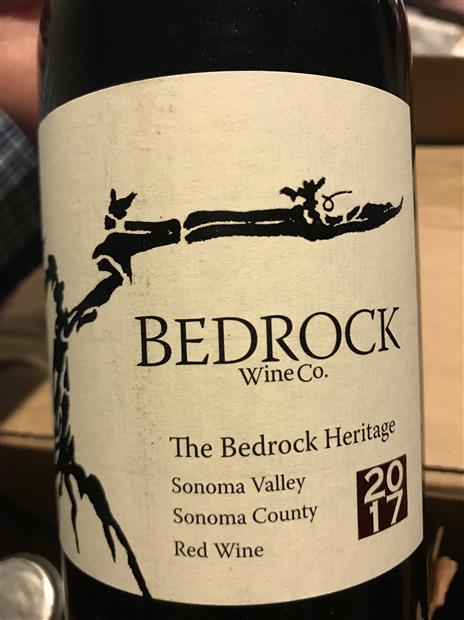 BEDROCK
Wine Co.
The Bedrock Heritage
Sonoma Valley
Sonoma County
Red Wine
20
17